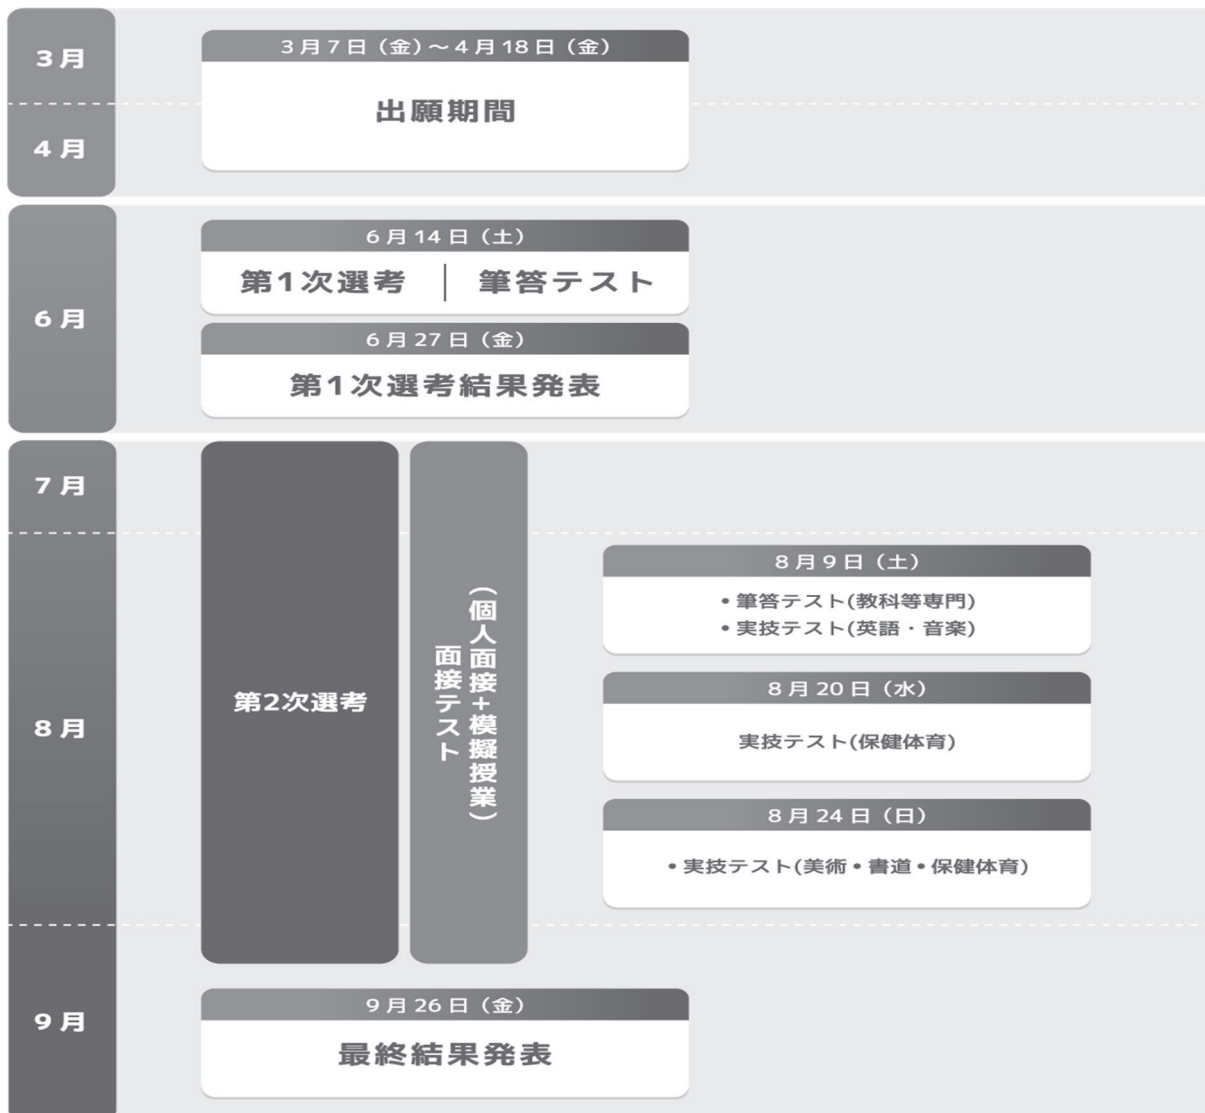 3月
4月
3月7日（金）～4月18日（金）
出願期間
6月
6月14日（土）
第1次選考 | 筆答テスト
6月27日（金）
第1次選考結果発表
7月
8月
第2次選考
面接テスト
（個人面接+模擬授業）
8月9日（土）
•筆答テスト(教科等専門)
•実技テスト(英語・音楽)
8月20日（水）
実技テスト(保健体育)
8月24日（日）
•実技テスト(美術•書道•保健体育)
9月
9月26日（金）
最終結果発表